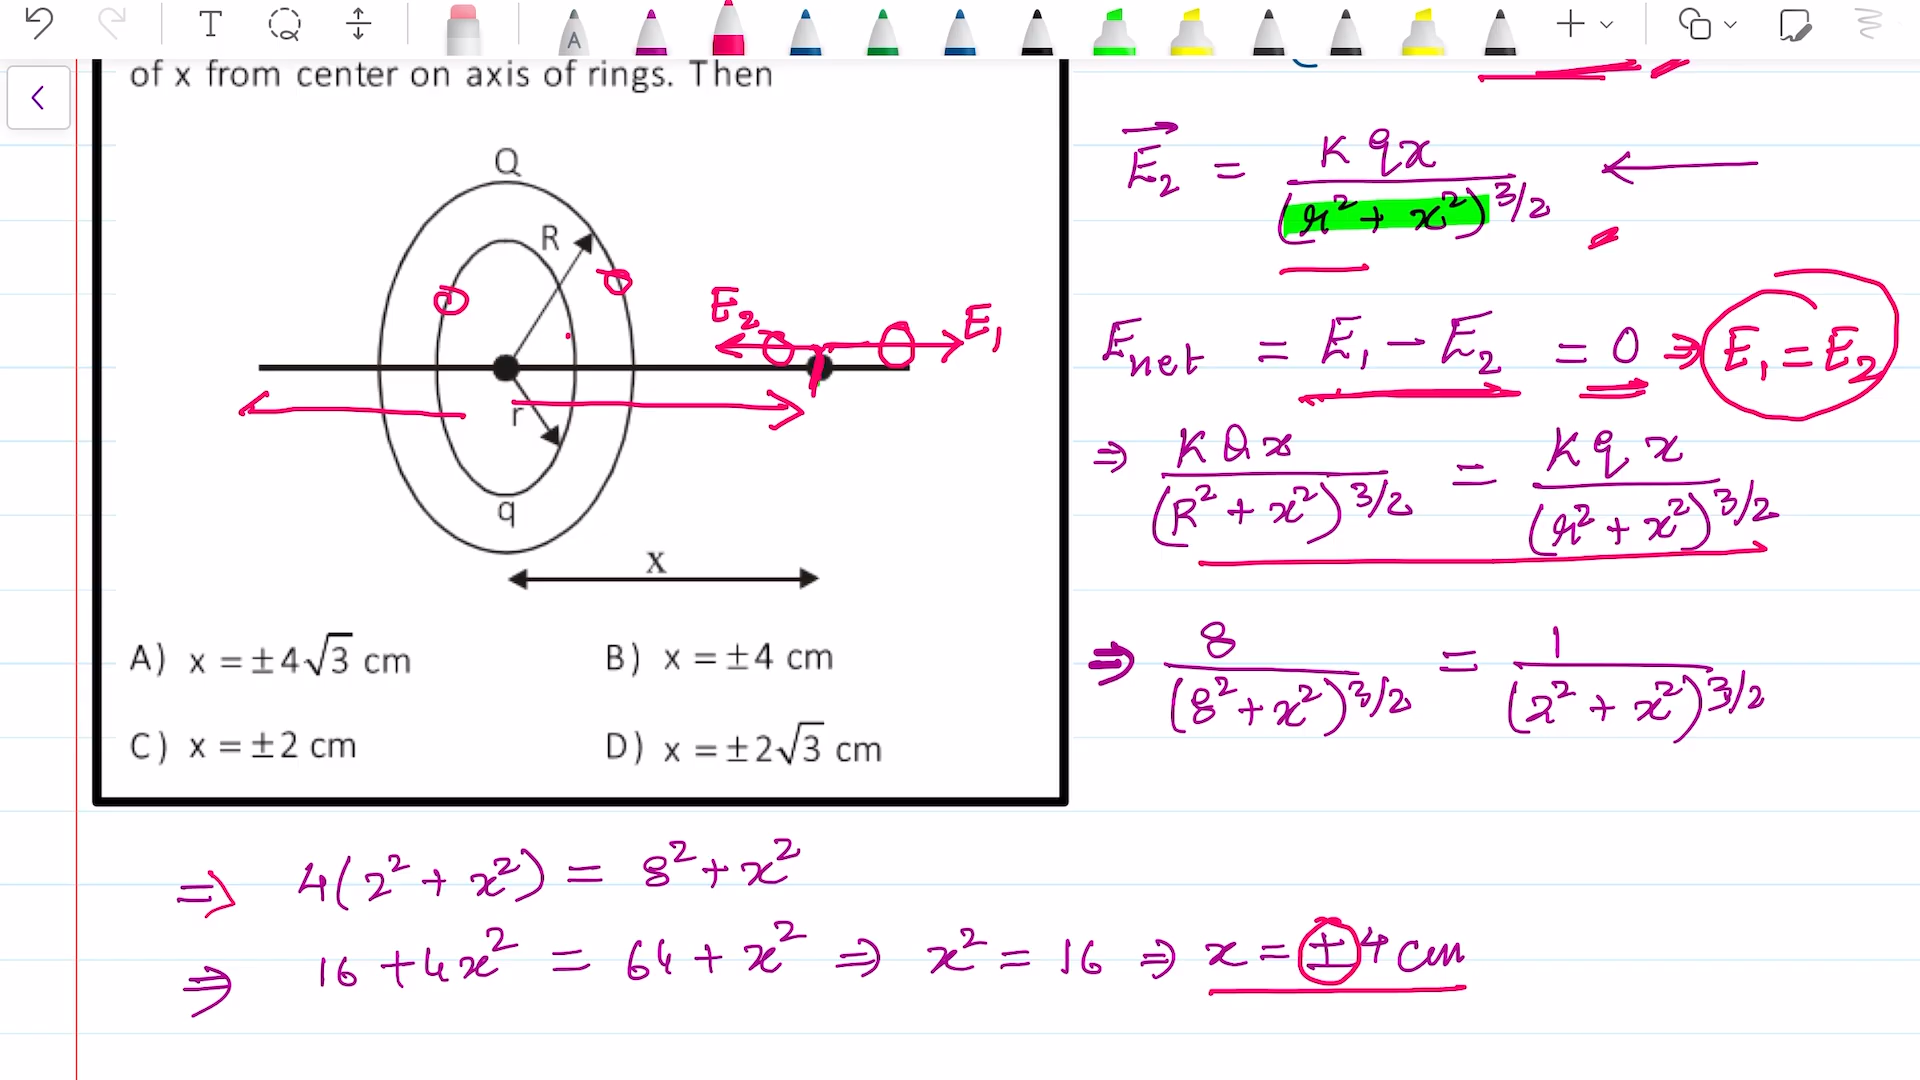 of x from center on axis of rings. Then
Q
R
r
q
x
E₂
E₁
A) x = ±4√3 cm
B) x = ±4 cm
C) x = ±2 cm
D) x = ±2√3 cm
E₂ = Kqx/(r² + x²)^3/2 ←
E net = E₁ − E₂ = 0 ⇒ E₁ = E₂
⇒ KQx/(R² + x²)^3/2 = Kqx/(r² + x²)^3/2
⇒ 8/(8² + x²)^3/2 = 1/(2² + x²)^3/2
⇒ 4(2² + x²) = 8² + x²
⇒ 16 + 4x² = 64 + x² ⇒ x² = 16 ⇒ x = ±4 cm
T
A